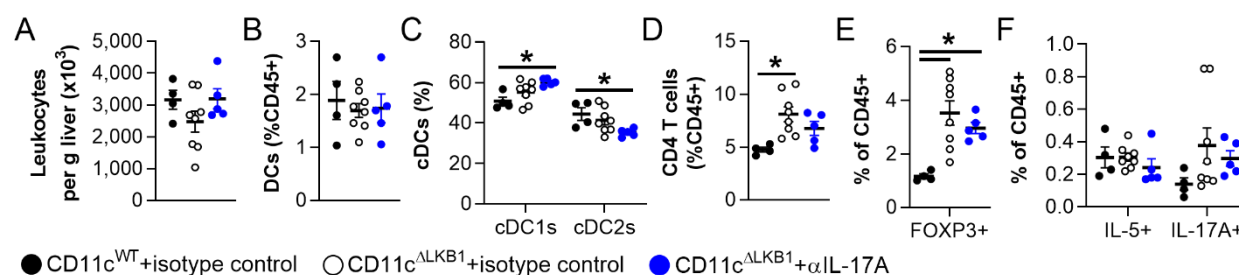 A
Leukocytes
per g liver (x10³)
5,000
4,000
3,000
2,000
1,000
0
B
DCs (%CD45+)
3
2
1
0
C
cDCs (%)
80
60
40
20
0
*
*
cDC1s
cDC2s
D
CD4 T cells
(%CD45+)
15
10
5
0
*
E
% of CD45+
6
4
2
0
*
FOXP3+
F
% of CD45+
1.0
0.8
0.6
0.4
0.2
0.0
IL-5+
IL-17A+
CD11cᵂᵀ+isotype control
CD11c^ΔLKB1+isotype control
CD11c^ΔLKB1+αIL-17A